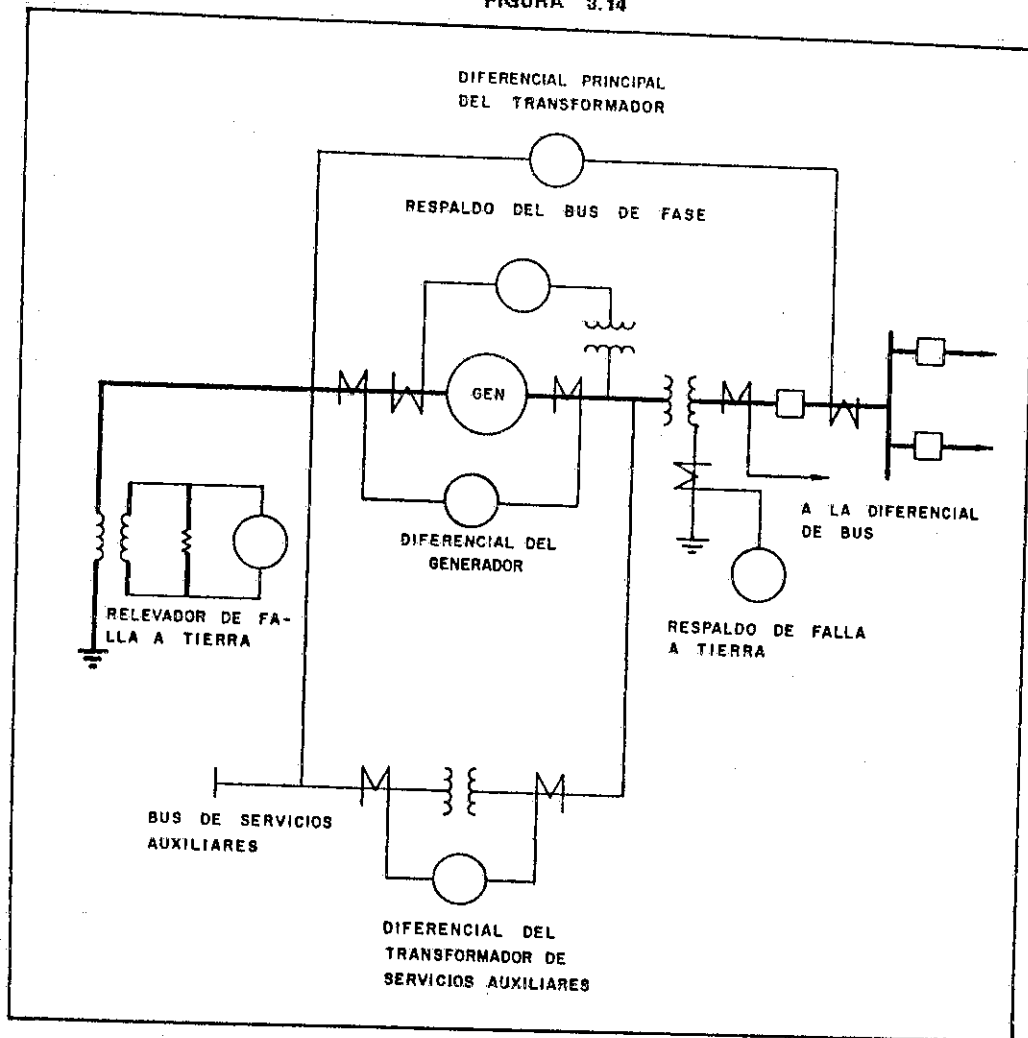 FIGURA 3.14
DIFERENCIAL PRINCIPAL
DEL TRANSFORMADOR
RESPALDO DEL BUS DE FASE
GEN
DIFERENCIAL DEL
GENERADOR
A LA DIFERENCIAL
DE BUS
RELEVADOR DE FA-
LLA A TIERRA
RESPALDO DE FALLA
A TIERRA
BUS DE SERVICIOS
AUXILIARES
DIFERENCIAL DEL
TRANSFORMADOR DE
SERVICIOS AUXILIARES